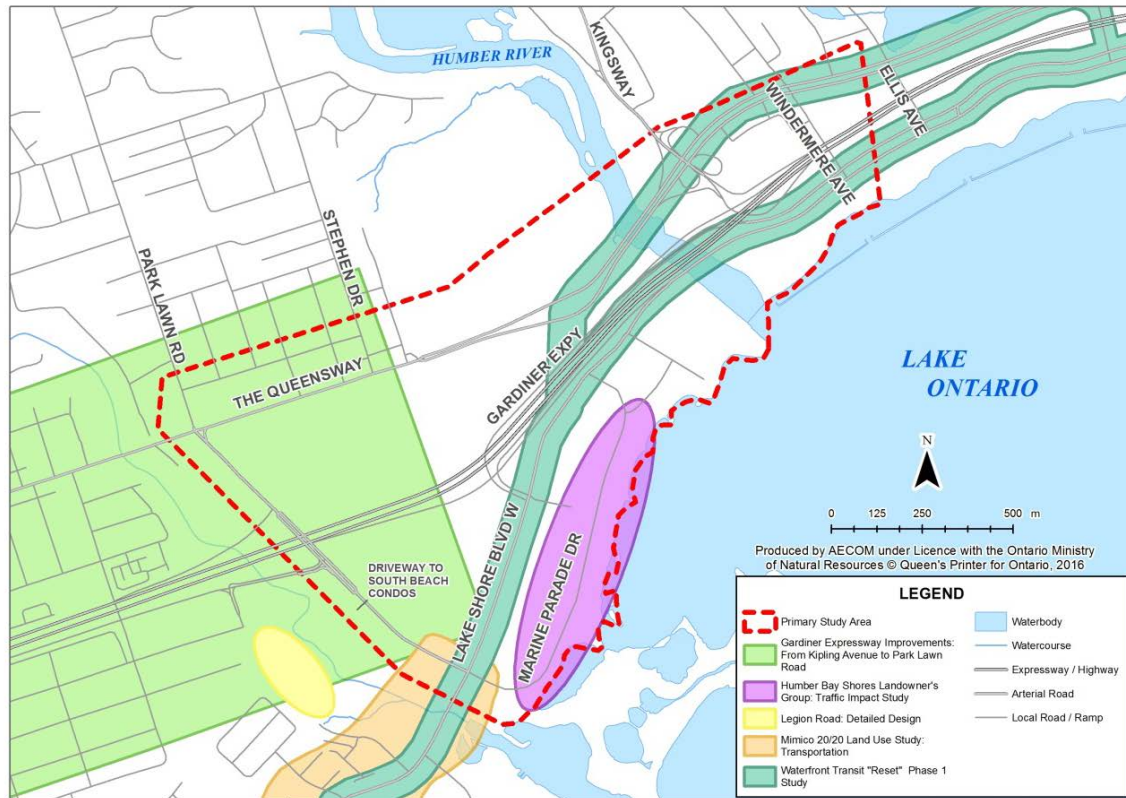 HUMBER RIVER
KINGSWAY
ELLIS AVE
WINDERMERE AVE
STEPHEN DR
PARK LAWN RD
THE QUEENSWAY
GARDINER EXPY
LAKE
ONTARIO
N
LAKE SHORE BLVD W
MARINE PARADE DR
DRIVEWAY TO
SOUTH BEACH
CONDOS
0 125 250 500 m
Produced by AECOM under Licence with the Ontario Ministry
of Natural Resources © Queen's Printer for Ontario, 2016
LEGEND
Primary Study Area
Gardiner Expressway Improvements:
From Kipling Avenue to Park Lawn
Road
Humber Bay Shores Landowner's
Group: Traffic Impact Study
Legion Road: Detailed Design
Mimico 20/20 Land Use Study:
Transportation
Waterfront Transit "Reset" Phase 1
Study
Waterbody
Watercourse
Expressway / Highway
Arterial Road
Local Road / Ramp